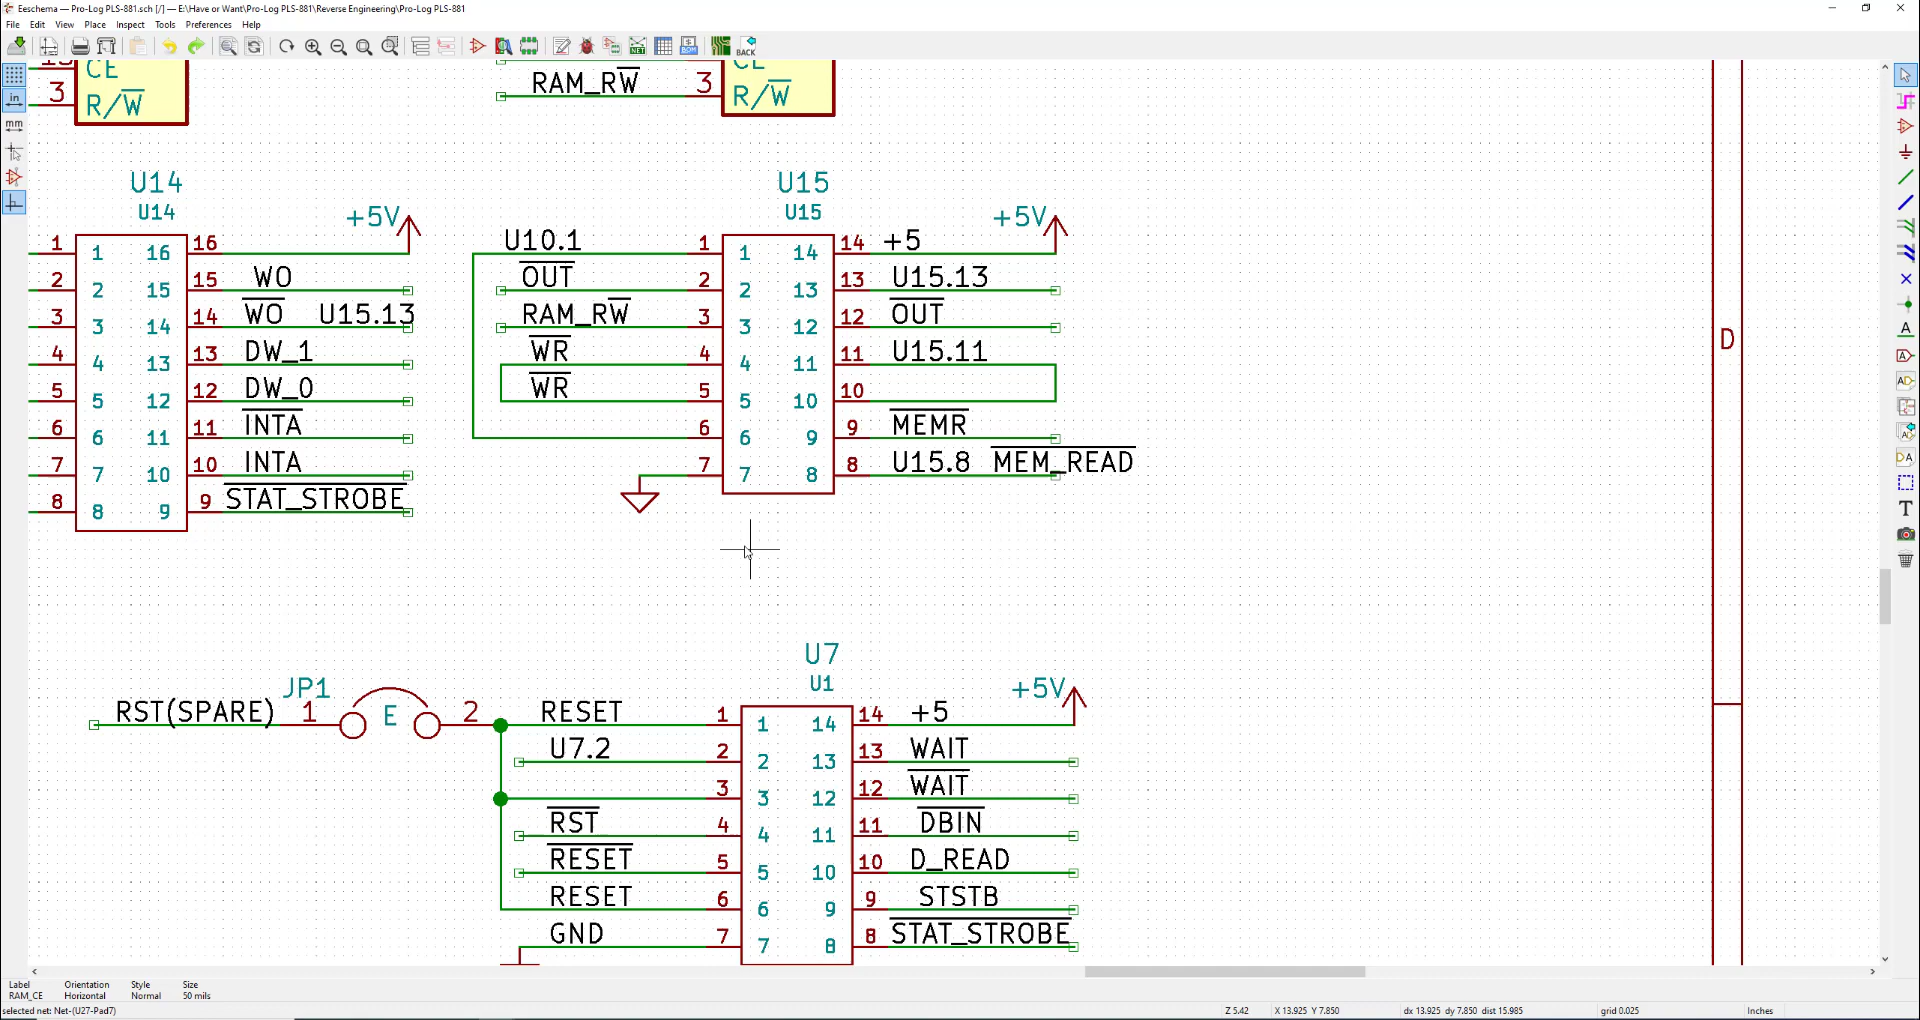 Eeschema — Pro-Log PLS-881.sch [/] — E:\Have or Want\Pro-Log PLS-881\Reverse Engineering\Pro-Log PLS-881
File Edit View Place Inspect Tools Preferences Help
NET BOM BACK
in
mm
CE
3 R/W
RAM_RW 3
CE
R/W
U14
U14
+5V
1 1 16 16
2 2 15 15 WO
3 3 14 14 WO U15.13
4 4 13 13 DW_1
5 5 12 12 DW_0
6 6 11 11 INTA
7 7 10 10 INTA
8 8 9 9 STAT_STROBE
U15
U15
+5V
U10.1 1 1 14 14 +5
OUT 2 2 13 13 U15.13
RAM_RW 3 3 12 12 OUT
WR 4 4 11 11 U15.11
WR 5 5 10 10
6 6 9 9 MEMR
7 7 8 8 U15.8 MEM_READ
D
U7
U1
+5V
RST(SPARE) JP1 1 E 2
RESET 1 1 14 14 +5
U7.2 2 2 13 13 WAIT
3 3 12 12 WAIT
RST 4 4 11 11 DBIN
RESET 5 5 10 10 D_READ
RESET 6 6 9 9 STSTB
GND 7 7 8 8 STAT_STROBE
Label Orientation Style Size
RAM_CE Horizontal Normal 50 mils
selected net: Net-(U27-Pad7) Z 5.42 X 13.925 Y 7.850 dx 13.925 dy 7.850 dist 15.985 grid 0.025 Inches